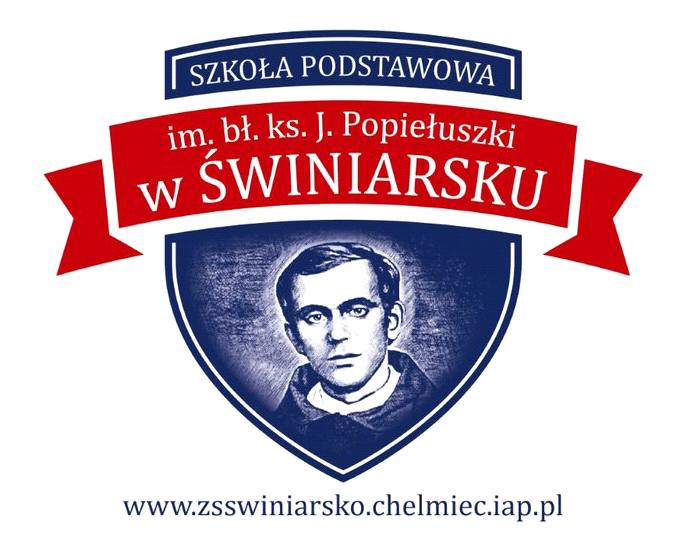 SZKOŁA PODSTAWOWA
im. bł. ks. J. Popiełuszki
w ŚWINIARSKU
www.zsswiniarsko.chelmiec.iap.pl